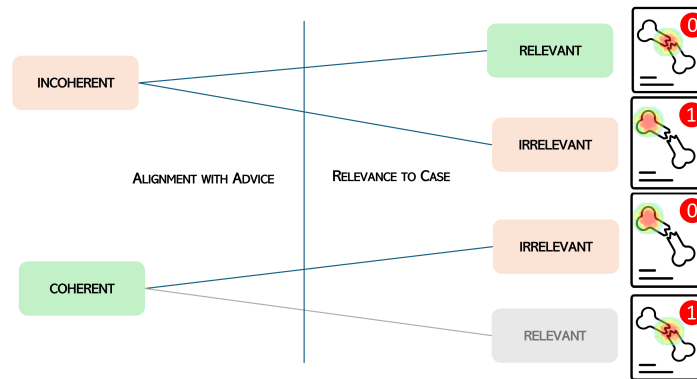 RELEVANT
0
INCOHERENT
1
IRRELEVANT
ALIGNMENT WITH ADVICE
RELEVANCE TO CASE
0
IRRELEVANT
COHERENT
1
RELEVANT